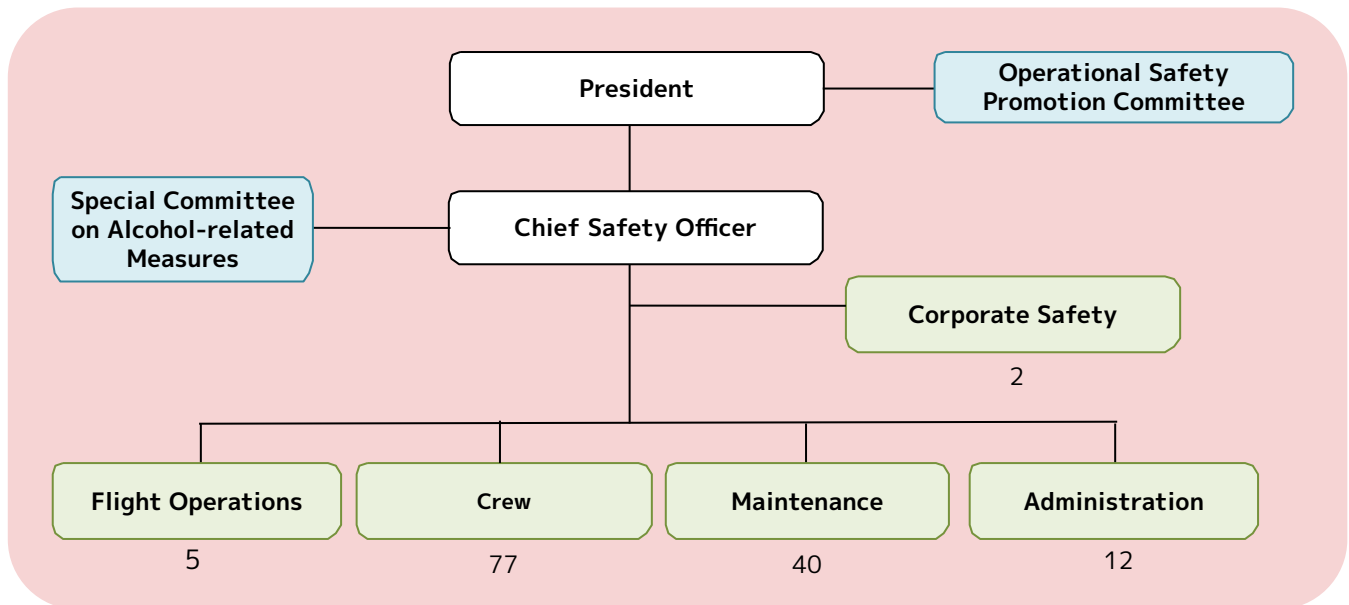 President
Operational Safety
Promotion Committee
Special Committee
on Alcohol-related
Measures
Chief Safety Officer
Corporate Safety
2
Flight Operations
5
Crew
77
Maintenance
40
Administration
12